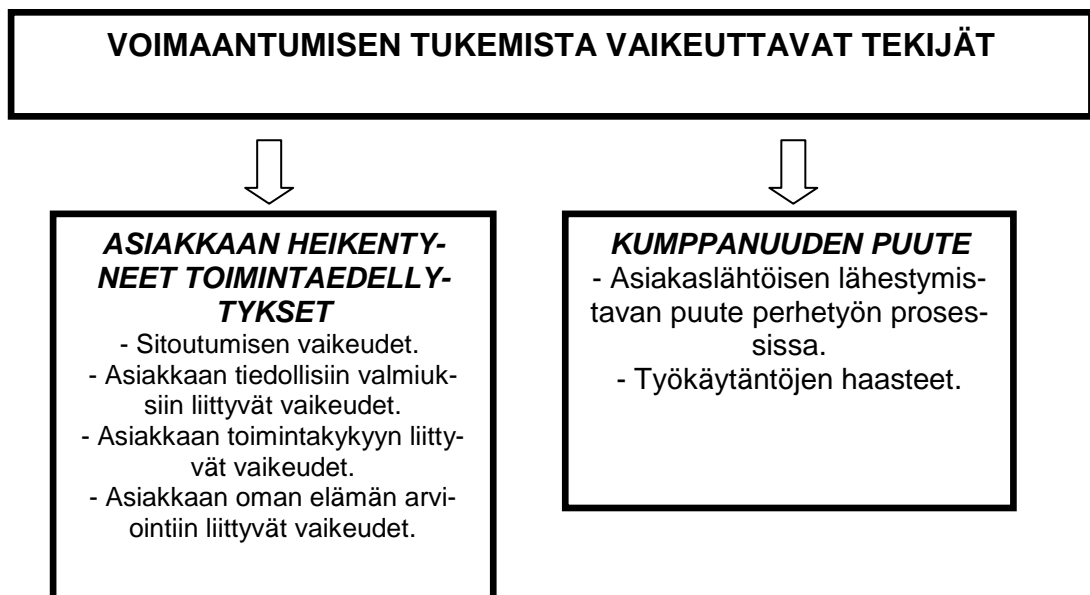 VOIMAANTUMISEN TUKEMISTA VAIKEUTTAVAT TEKIJÄT
ASIAKKAAN HEIKENTY-
NEET TOIMINTAEDELLY-
TYKSET
- Sitoutumisen vaikeudet.
- Asiakkaan tiedollisiin valmiuk-
siin liittyvät vaikeudet.
- Asiakkaan toimintakykyyn liitty-
vät vaikeudet.
- Asiakkaan oman elämän arvi-
ointiin liittyvät vaikeudet.
KUMPPANUUDEN PUUTE
- Asiakaslähtöisen lähestymis-
tavan puute perhetyön proses-
sissa.
- Työkäytäntöjen haasteet.